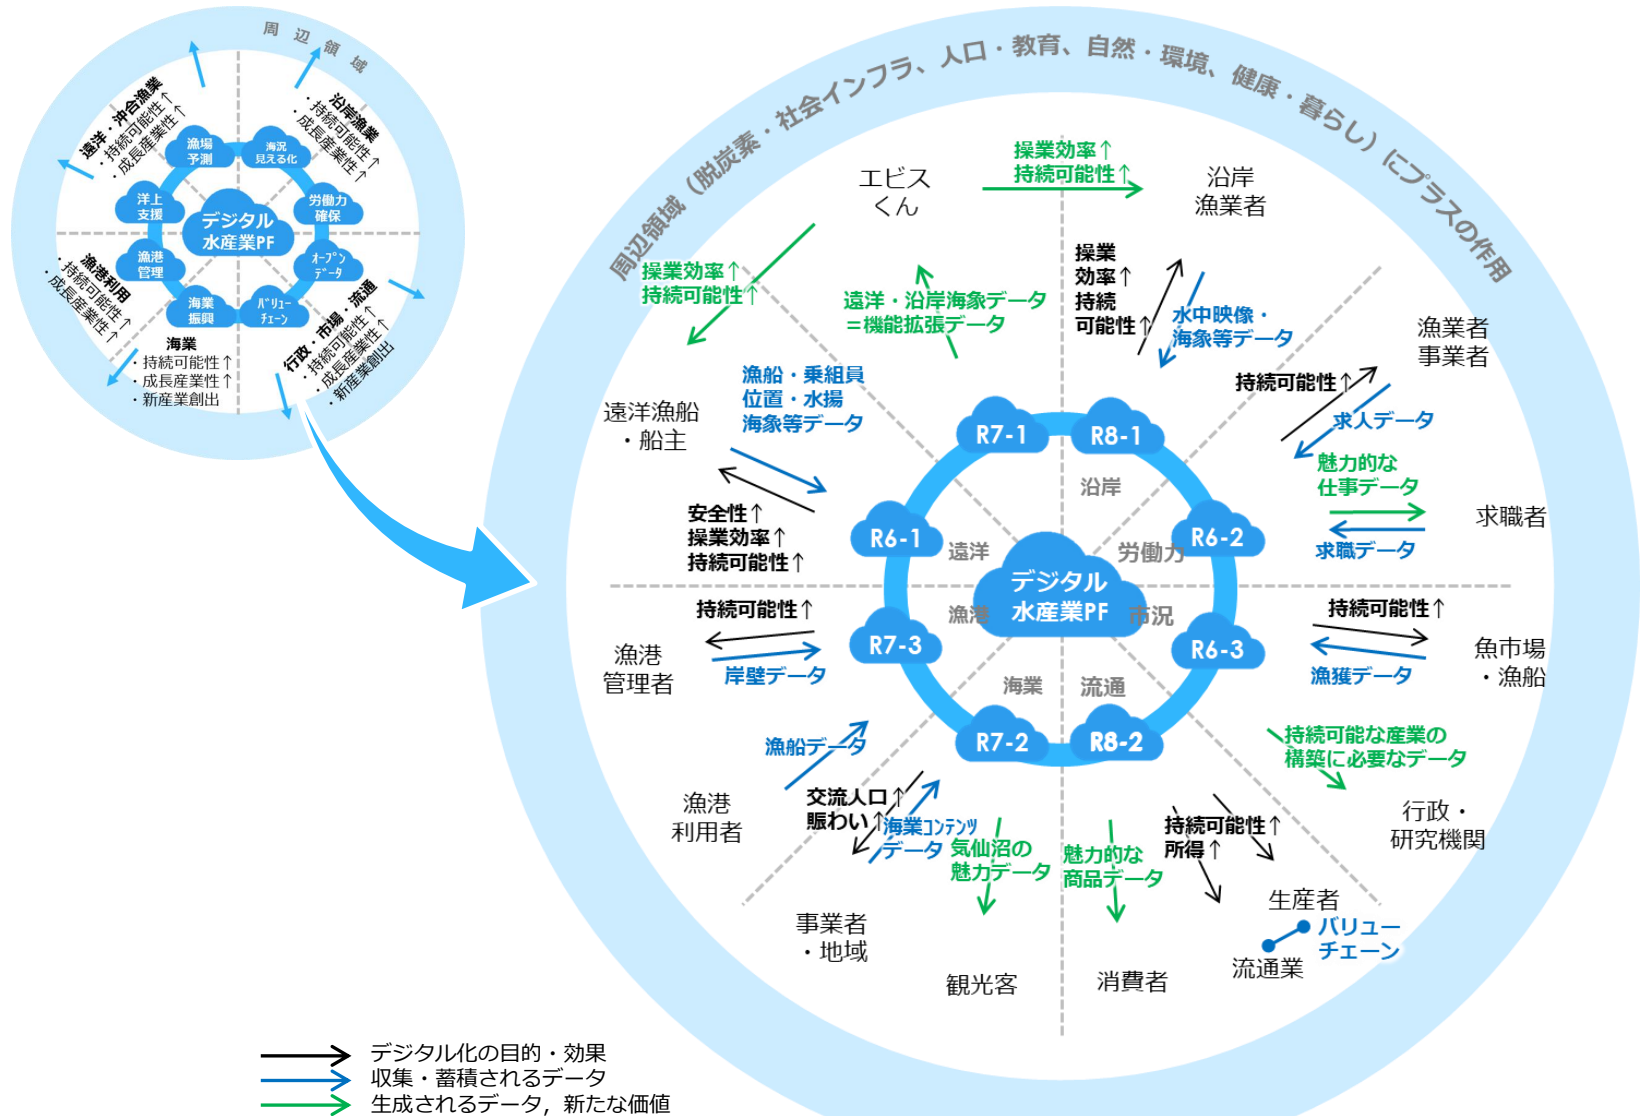 周辺領域
遠洋・沖合漁業
・持続可能性↑
・成長産業性↑
沿岸漁業
・持続可能性↑
・成長産業性↑
漁場
予測
海況
見える化
洋上
支援
労働力
確保
デジタル
水産業PF
漁港
管理
オープン
データ
海業
振興
バリュー
チェーン
漁港利用
・持続可能性↑
・成長産業性↑
海業
・持続可能性↑
・成長産業性↑
・新産業創出
行政・市場・流通
・持続可能性↑
・成長産業性↑
・新産業創出
周辺領域（脱炭素・社会インフラ、人口・教育、自然・環境、健康・暮らし）にプラスの作用
エビス
くん
操業効率↑
持続可能性↑
沿岸
漁業者
操業効率↑
持続可能性↑
遠洋・沿岸海象データ
＝機能拡張データ
操業
効率↑
持続
可能性↑
水中映像・
海象等データ
漁業者
事業者
持続可能性↑
求人データ
漁船・乗組員
位置・水揚
海象等データ
遠洋漁船
・船主
R7-1
R8-1
沿岸
魅力的な
仕事データ
求職者
求職データ
安全性↑
操業効率↑
持続可能性↑
R6-1
遠洋
労働力
R6-2
デジタル
水産業PF
持続可能性↑
漁港
管理者
岸壁データ
R7-3
漁港
市況
R6-3
持続可能性↑
漁獲データ
魚市場
・漁船
海業
流通
R7-2
R8-2
漁船データ
漁港
利用者
持続可能な産業の
構築に必要なデータ
行政・
研究機関
交流人口↑
賑わい↑
海業コンテンツ
データ
気仙沼の
魅力データ
魅力的な
商品データ
持続可能性↑
所得↑
事業者
・地域
観光客
消費者
生産者
バリュー
チェーン
流通業
デジタル化の目的・効果
収集・蓄積されるデータ
生成されるデータ，新たな価値